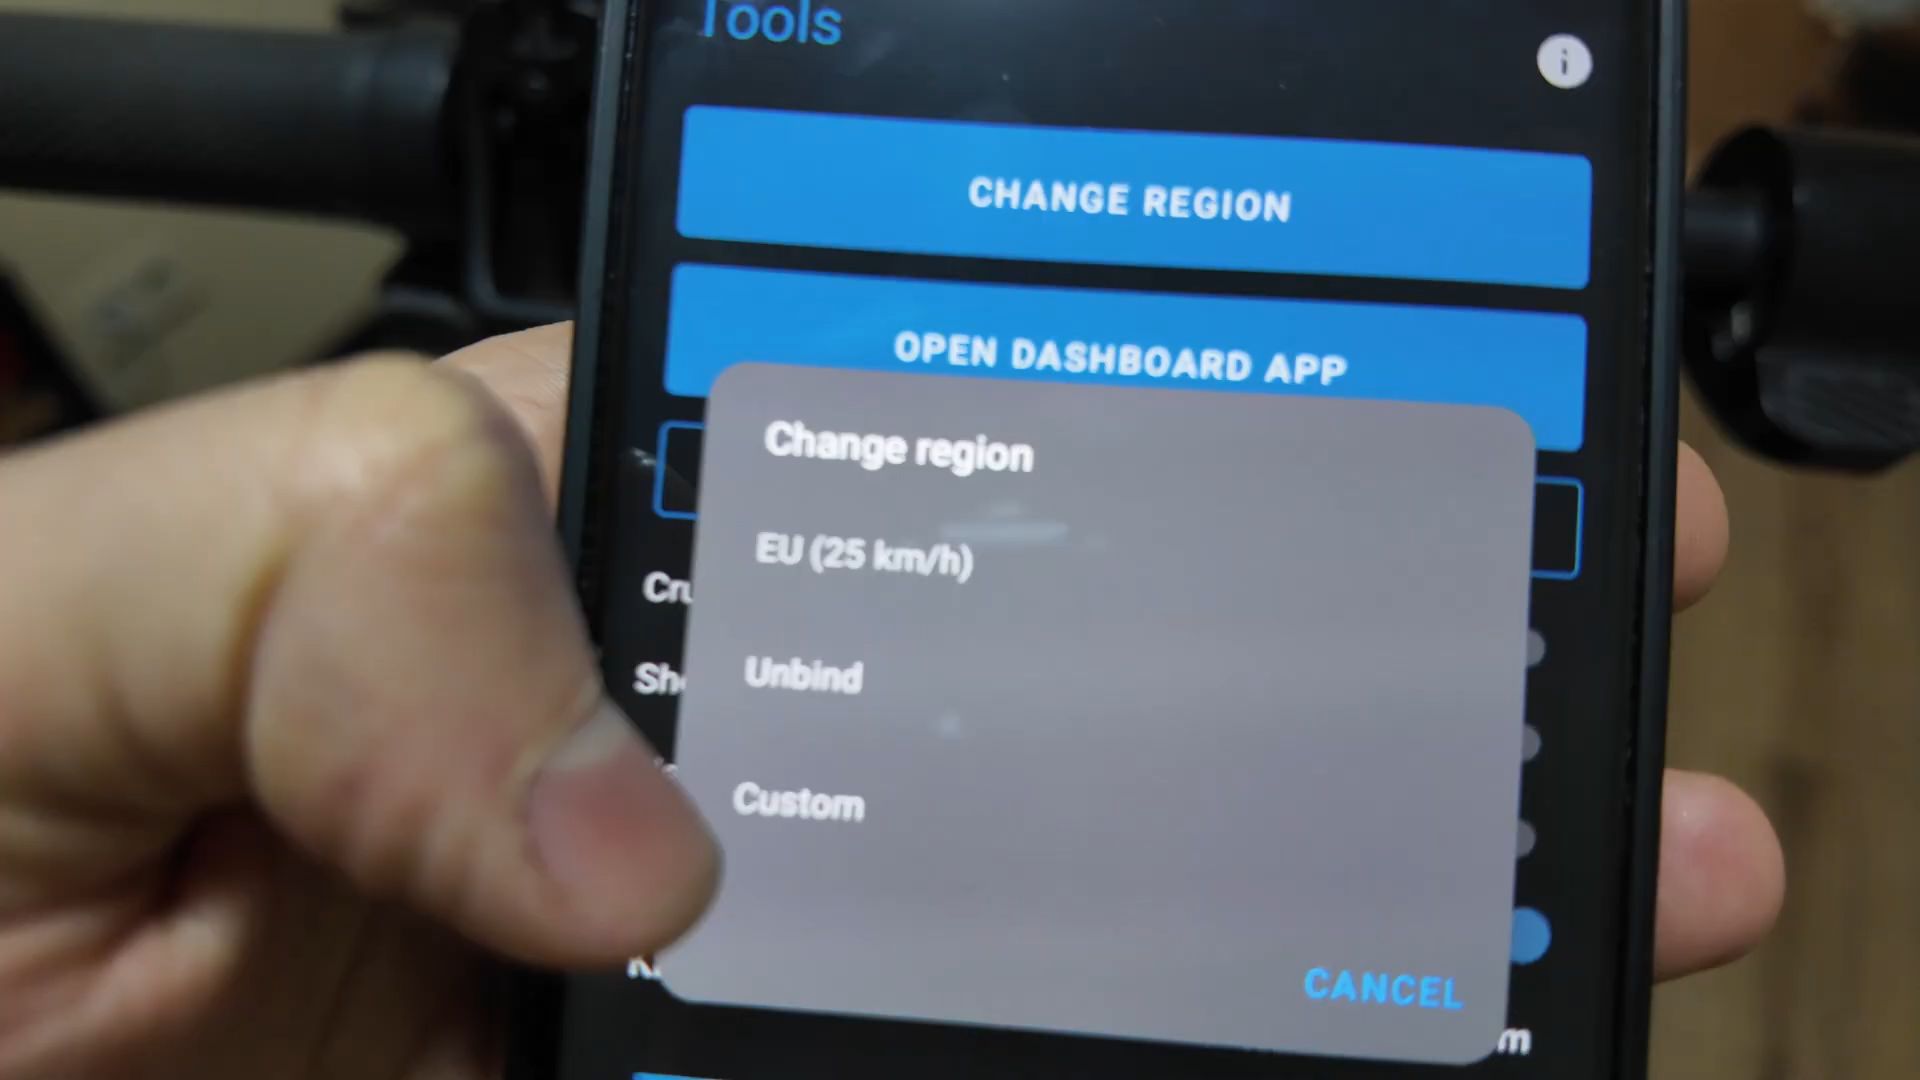 Tools
CHANGE REGION
OPEN DASHBOARD APP
Change region
EU (25 km/h)
Unbind
Custom
CANCEL